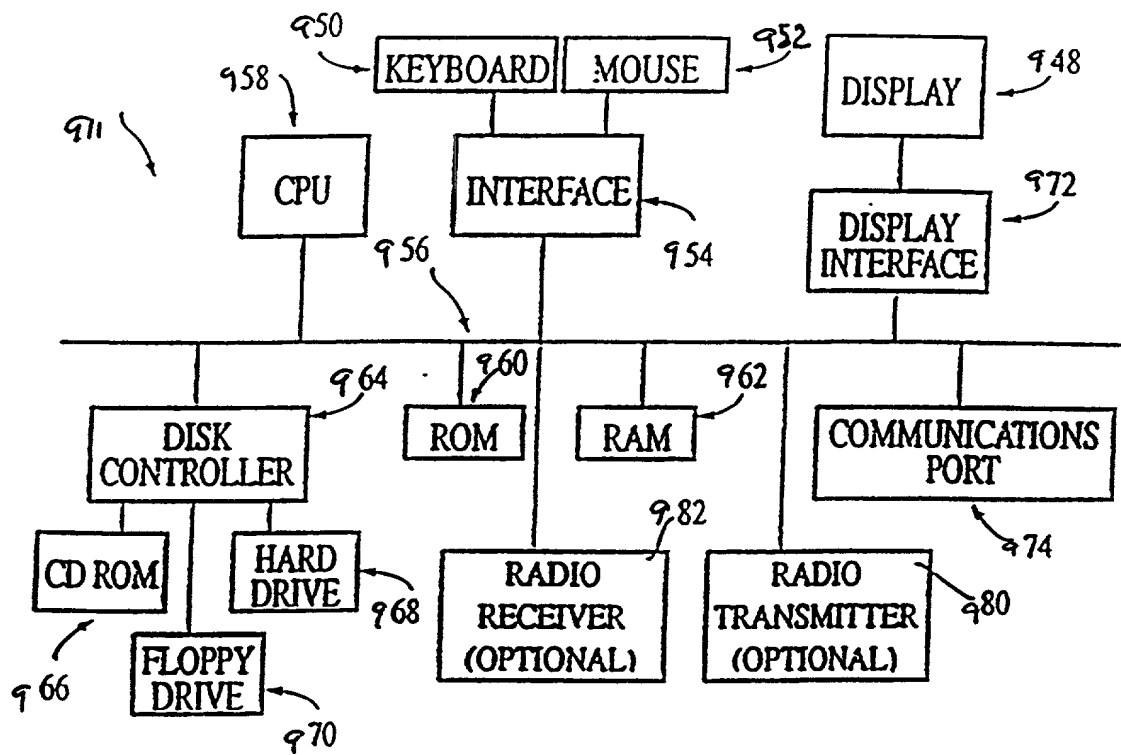 950
KEYBOARD
MOUSE
952
958
DISPLAY
948
911
CPU
INTERFACE
954
972
DISPLAY
INTERFACE
956
964
960
962
DISK
CONTROLLER
ROM
RAM
COMMUNICATIONS
PORT
974
CD ROM
966
HARD
DRIVE
968
FLOPPY
DRIVE
970
982
RADIO
RECEIVER
(OPTIONAL)
RADIO
TRANSMITTER
(OPTIONAL)
980